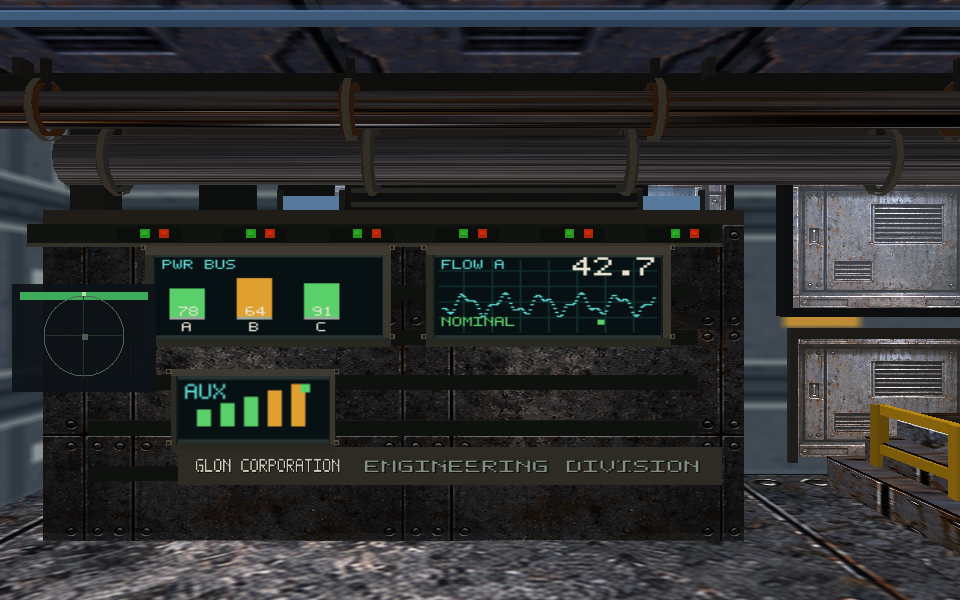 PWR BUS
78 64 91
A B C
FLOW A 42.7
NOMINAL
AUX
GLON CORPORATION ENGINEERING DIVISION